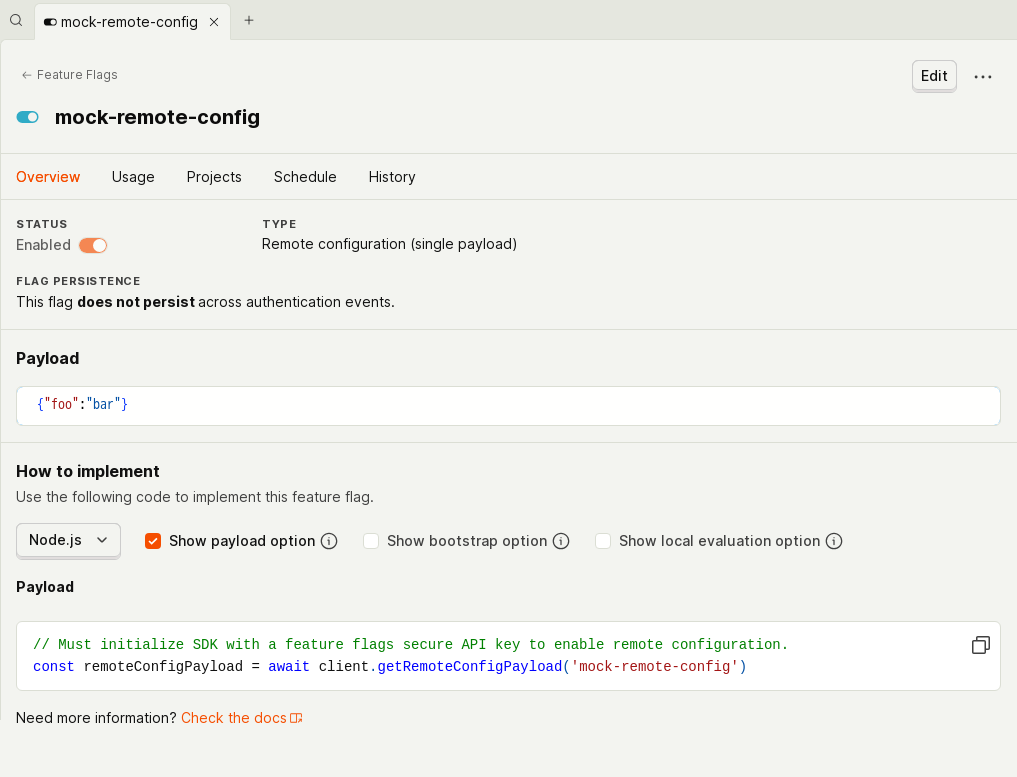 mock-remote-config
Feature Flags
Edit
mock-remote-config
Overview Usage Projects Schedule History
STATUS TYPE
Enabled Remote configuration (single payload)
FLAG PERSISTENCE
This flag does not persist across authentication events.
Payload
{"foo":"bar"}
How to implement
Use the following code to implement this feature flag.
Node.js Show payload option Show bootstrap option Show local evaluation option
Payload
// Must initialize SDK with a feature flags secure API key to enable remote configuration.
const remoteConfigPayload = await client.getRemoteConfigPayload('mock-remote-config')
Need more information? Check the docs